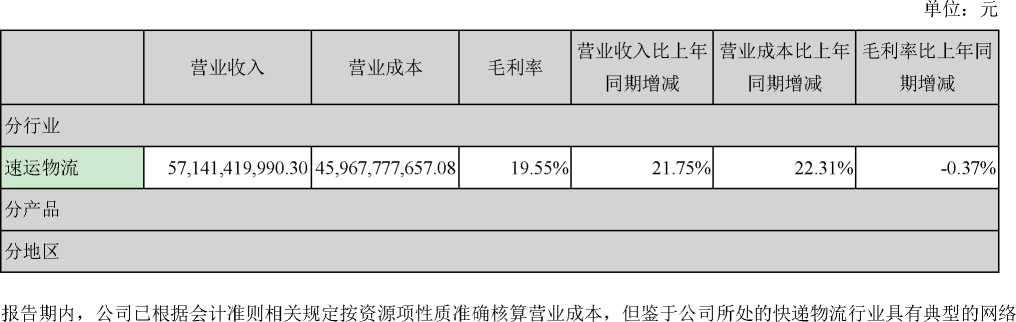 单位：元
营业收入 营业成本 毛利率 营业收入比上年同期增减 营业成本比上年同期增减 毛利率比上年同期增减
分行业
速运物流 57,141,419,990.30 45,967,777,657.08 19.55% 21.75% 22.31% -0.37%
分产品
分地区
报告期内，公司已根据会计准则相关规定按资源项性质准确核算营业成本，但鉴于公司所处的快递物流行业具有典型的网络